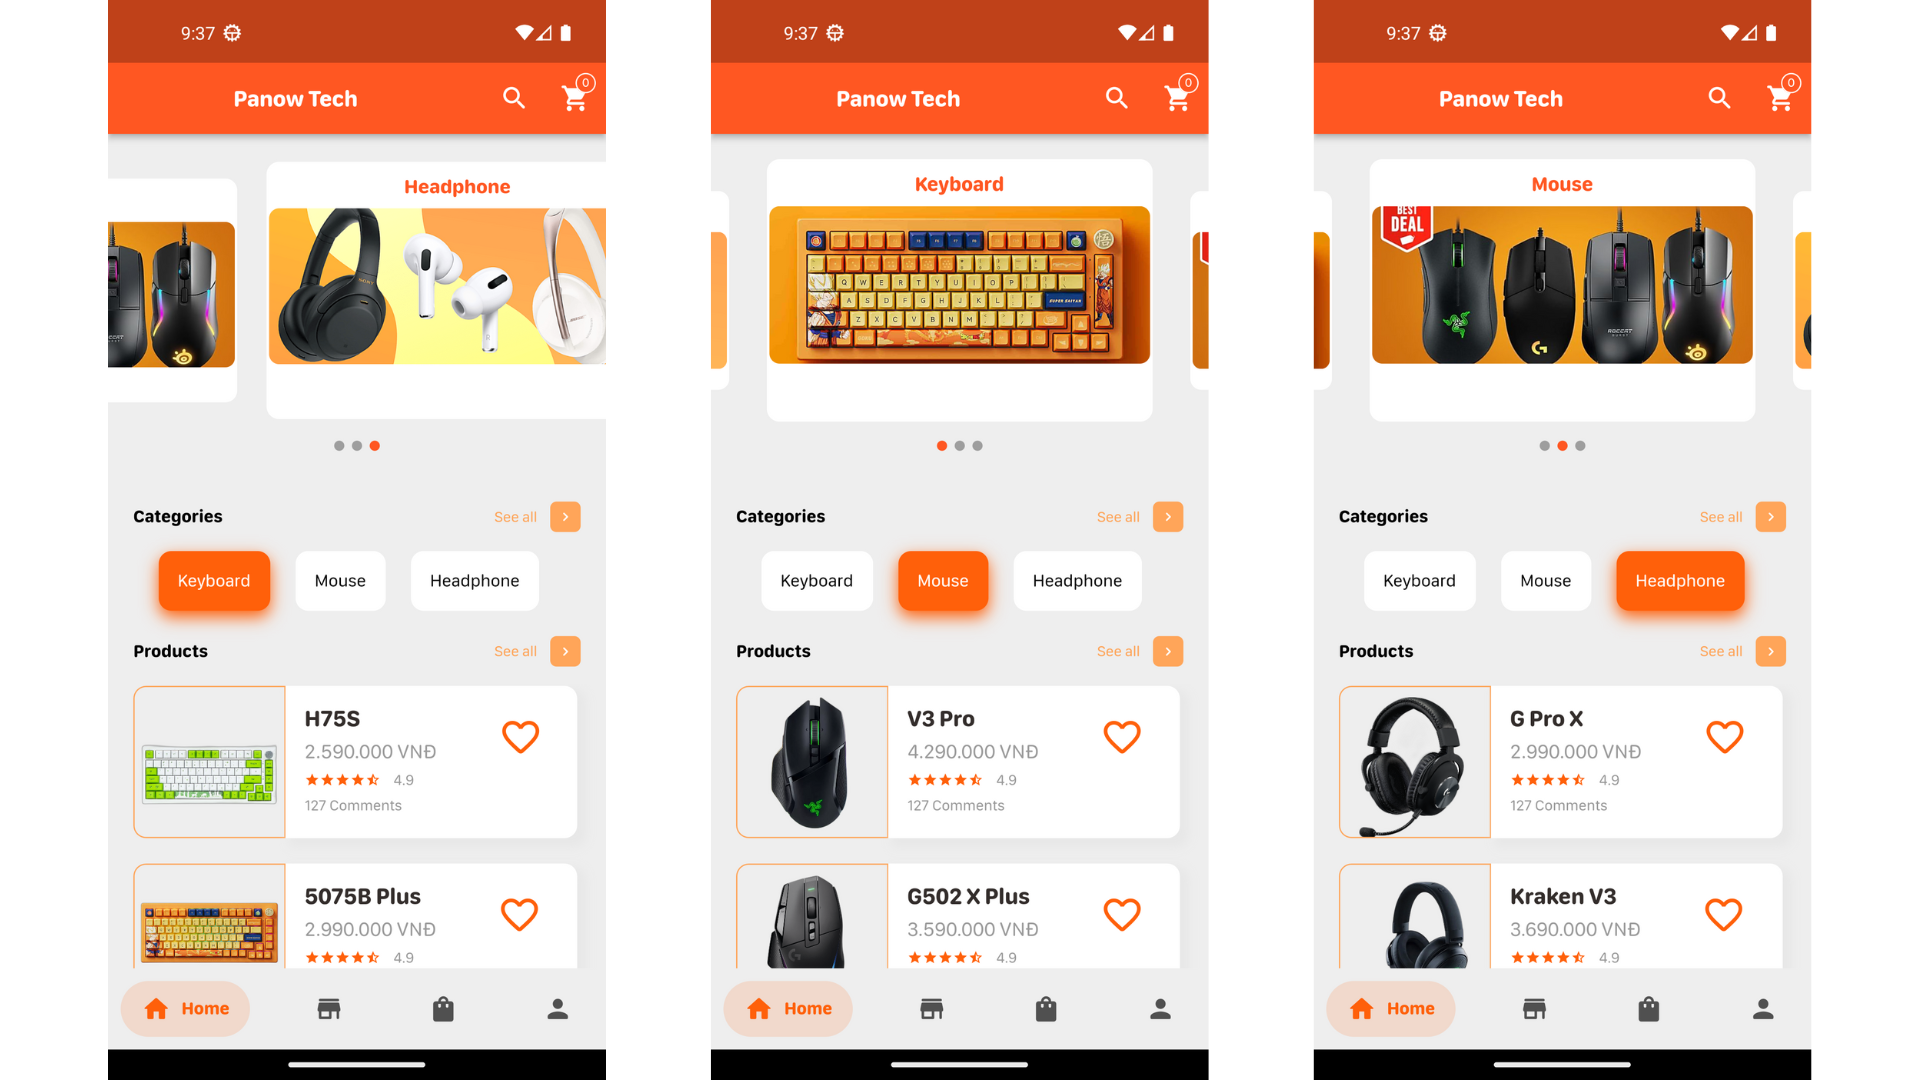 9:37
Panow Tech
0
Headphone
SONY
Categories
See all
Keyboard
Mouse
Headphone
Products
See all
H75S
2.590.000 VNĐ
4.9
127 Comments
5075B Plus
2.990.000 VNĐ
4.9
Home
9:37
Panow Tech
0
Keyboard
Q W E R T Y U I O P
A S D F G H J K L
SUPER SAIYAN
Z X C V B N M
Categories
See all
Keyboard
Mouse
Headphone
Products
See all
V3 Pro
4.290.000 VNĐ
4.9
127 Comments
G502 X Plus
3.590.000 VNĐ
4.9
Home
9:37
Panow Tech
0
Mouse
BEST
DEAL
ROCCAT
Categories
See all
Keyboard
Mouse
Headphone
Products
See all
G Pro X
2.990.000 VNĐ
4.9
127 Comments
Kraken V3
3.690.000 VNĐ
4.9
Home